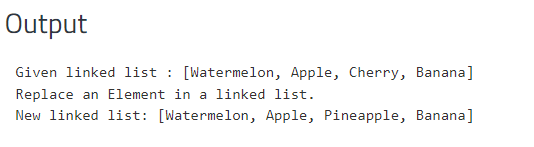 Output
Given linked list : [Watermelon, Apple, Cherry, Banana]
Replace an Element in a linked list.
New linked list: [Watermelon, Apple, Pineapple, Banana]